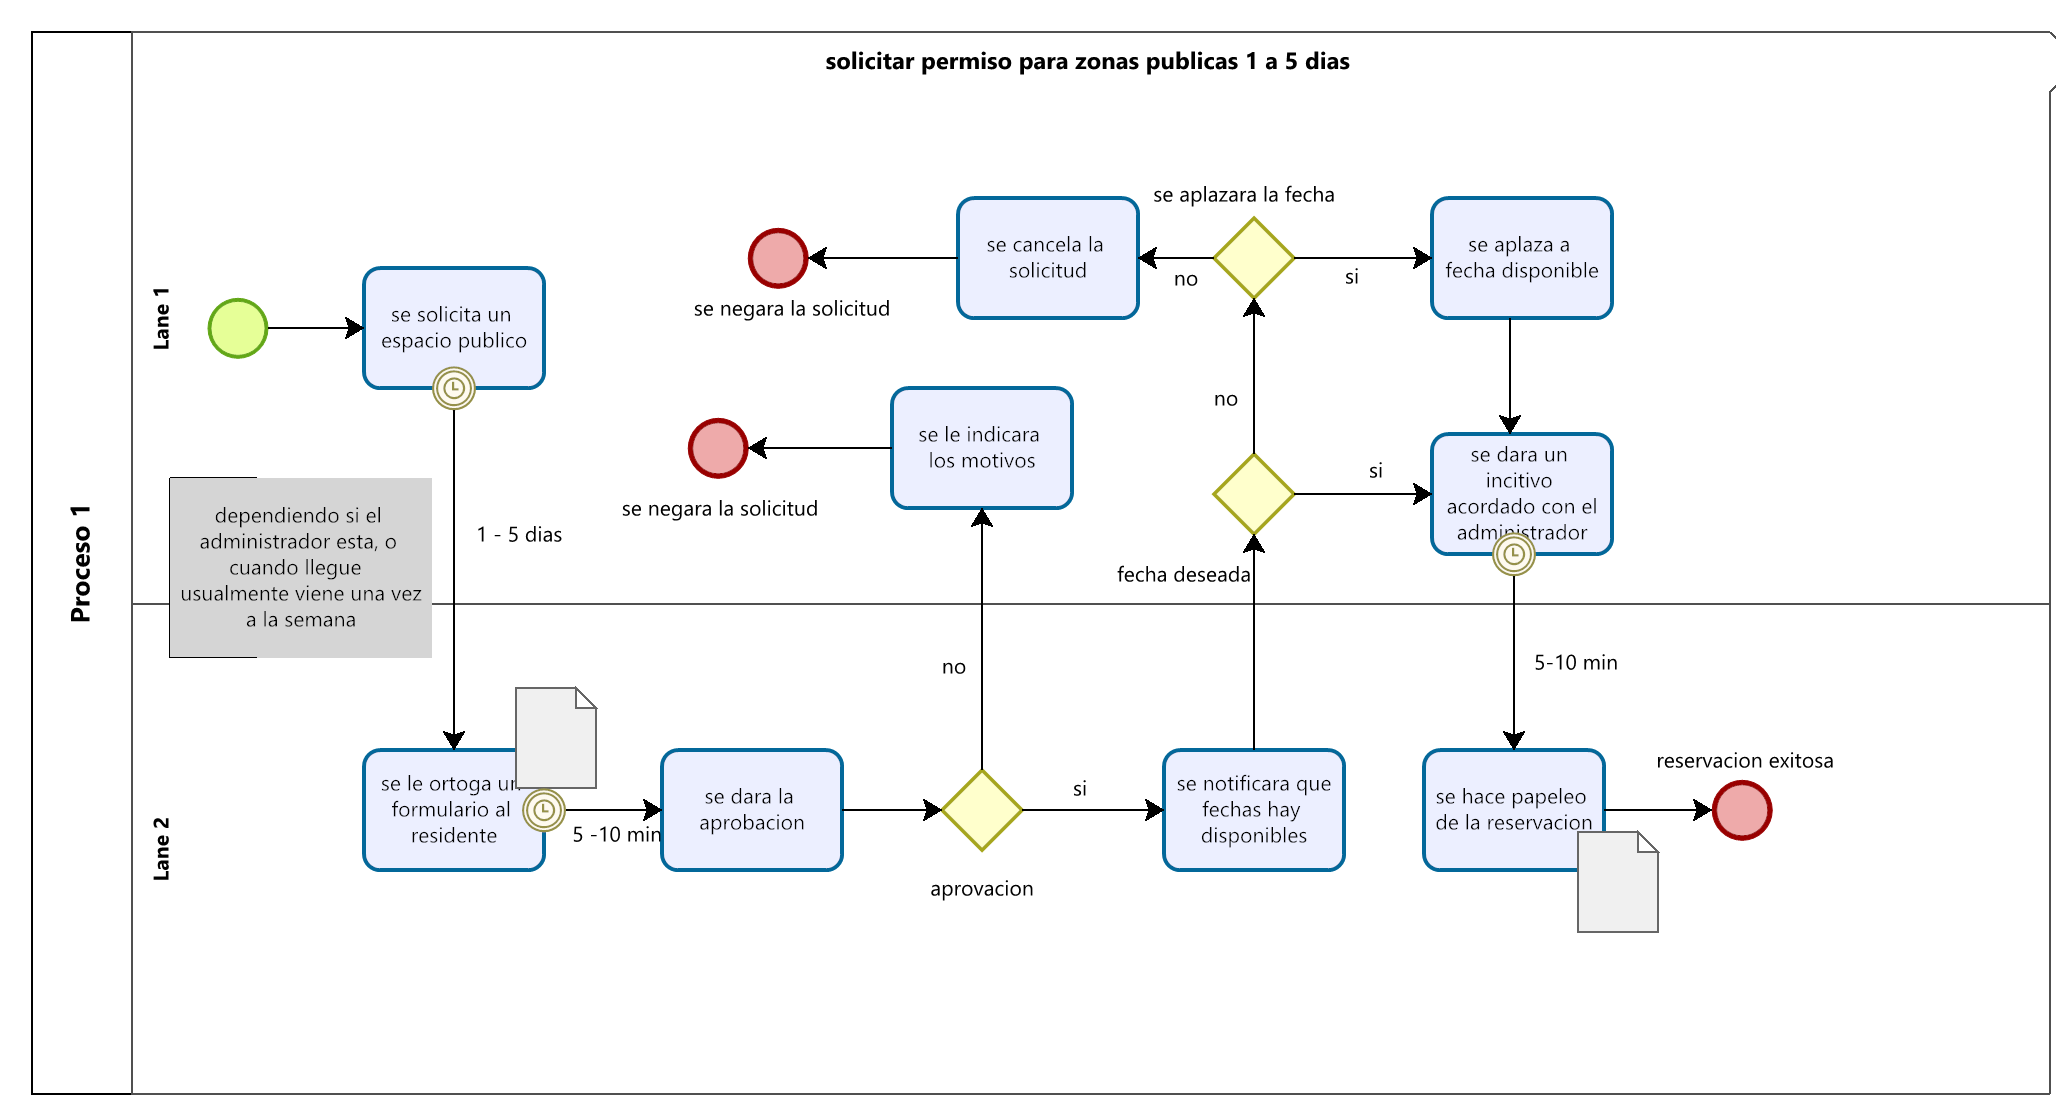 solicitar permiso para zonas publicas 1 a 5 dias
Proceso 1
Lane 1
se solicita un
espacio publico
1 - 5 dias
dependiendo si el
administrador esta, o
cuando llegue
usualmente viene una vez
a la semana
se negara la solicitud
se cancela la
solicitud
no
se aplazara la fecha
si
se aplaza a
fecha disponible
se negara la solicitud
se le indicara
los motivos
no
fecha deseada
si
se dara un
incitivo
acordado con el
administrador
5-10 min
Lane 2
se le ortoga un
formulario al
residente
5 -10 min
se dara la
aprobacion
no
aprovacion
si
se notificara que
fechas hay
disponibles
se hace papeleo
de la reservacion
reservacion exitosa